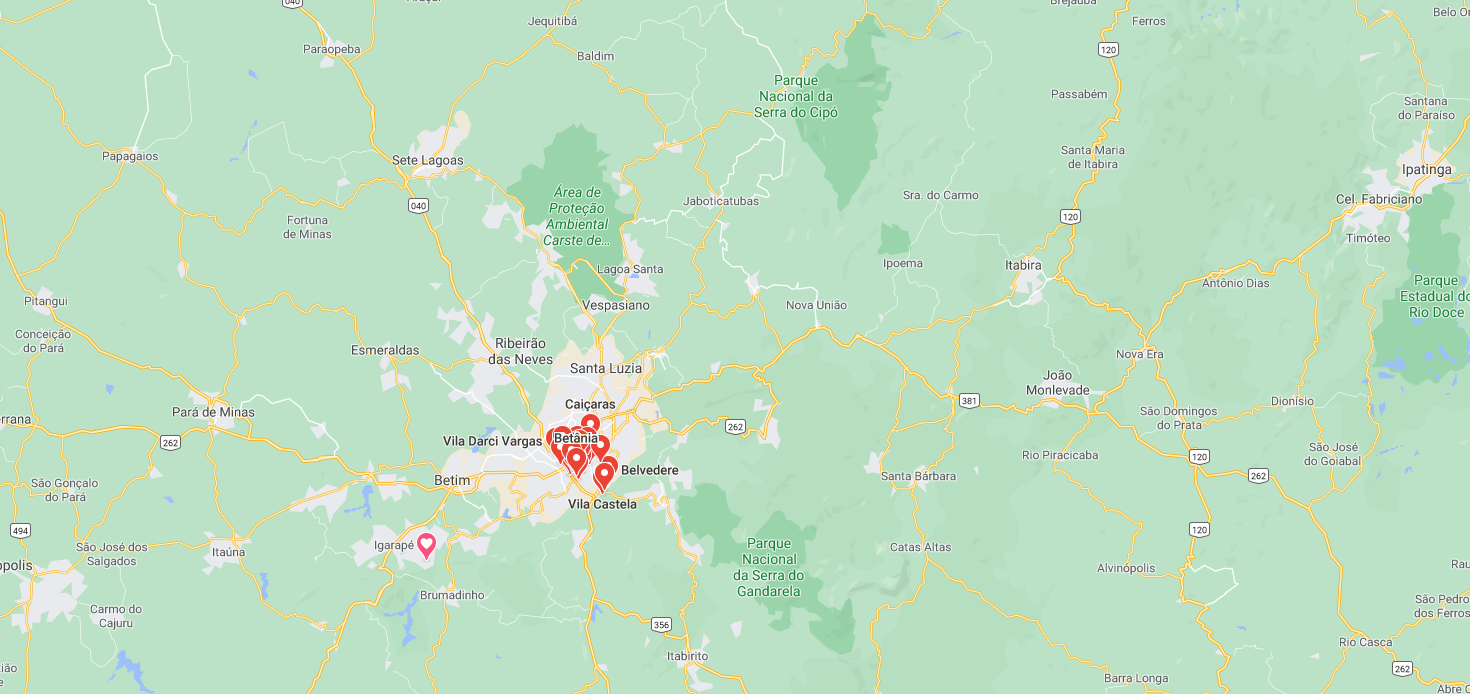 040
Jequitibá
Ferros
Paraopeba
Baldim
120
Parque
Nacional da
Serra do Cipó
Passabém
Santana
do Paraíso
Papagaios
Sete Lagoas
Santa Maria
de Itabira
Ipatinga
040
Área de
Proteção
Ambiental
Carste de...
Jaboticatubas
Sra. do Carmo
Cel. Fabriciano
Fortuna
de Minas
120
Timóteo
Lagoa Santa
Ipoema
Itabira
Antônio Dias
Parque
Estadual do
Rio Doce
Pitangui
Vespasiano
Nova União
Conceição
do Pará
Esmeraldas
Ribeirão
das Neves
Nova Era
Santa Luzia
João
Monlevade
Caiçaras
381
Dionísio
Pará de Minas
São Domingos
do Prata
rrana
262
Vila Darci Vargas
Betânia
262
São José
do Goiabal
Rio Piracicaba
120
Belvedere
Santa Bárbara
262
São Gonçalo
do Pará
Betim
Vila Castela
494
120
São José dos
Salgados
Itaúna
Igarapé
Parque
Nacional
da Serra do
Gandarela
Catas Altas
opolis
Alvinópolis
Rau
Carmo do
Cajuru
Brumadinho
São Pedro
dos Ferros
356
Itabirito
Rio Casca
262
Barra Longa
Abre C